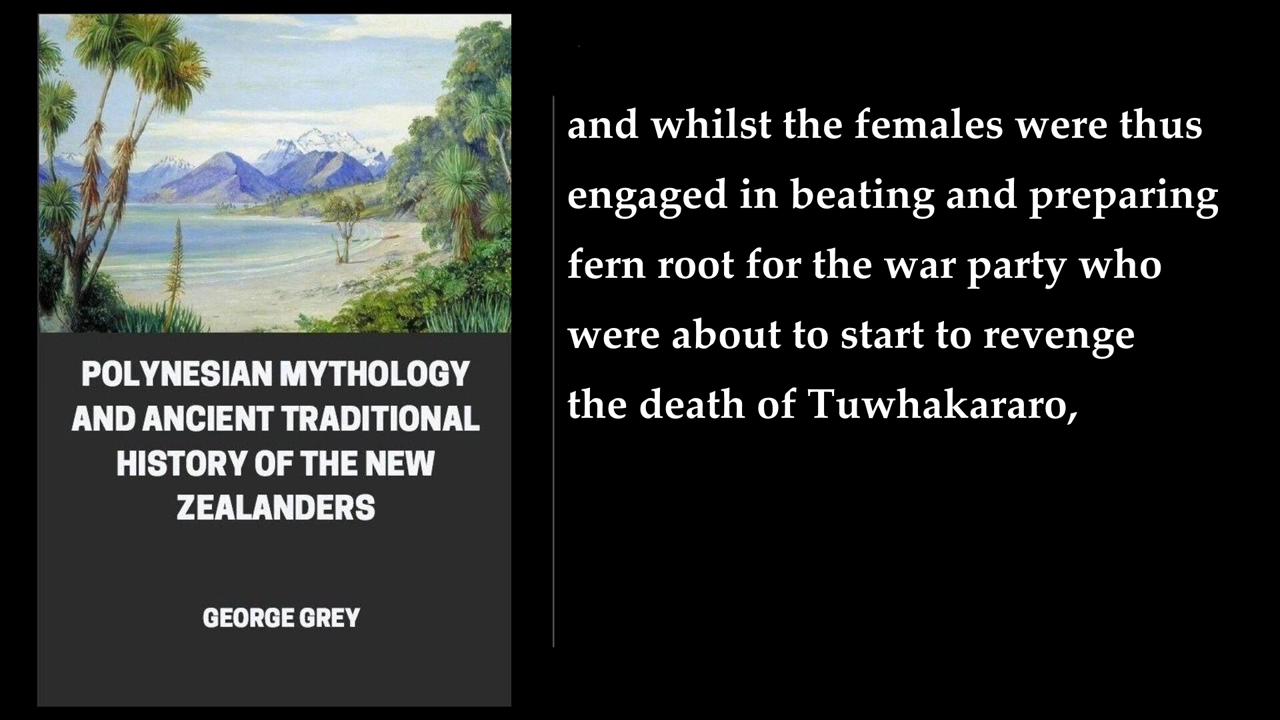 POLYNESIAN MYTHOLOGY
AND ANCIENT TRADITIONAL
HISTORY OF THE NEW
ZEALANDERS
GEORGE GREY
and whilst the females were thus
engaged in beating and preparing
fern root for the war party who
were about to start to revenge
the death of Tuwhakararo,